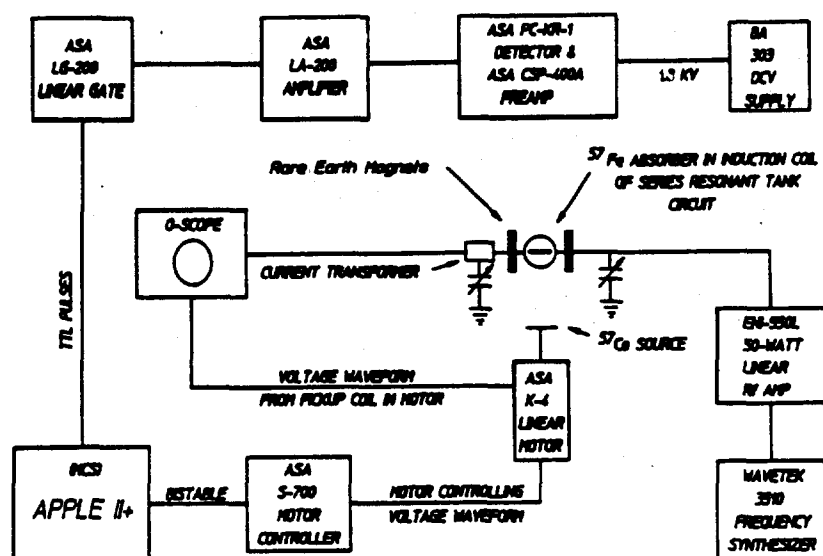 ASA
LG-208
LINEAR GATE
ASA
LA-208
AMPLIFIER
ASA PC-KR-1
DETECTOR &
ASA CSP-400A
PREAMP
1.3 KV
BA
303
DCV
SUPPLY
Rare Earth Magnets
57 Fe ABSORBER IN INDUCTION COIL
OF SERIES RESONANT TANK
CIRCUIT
O-SCOPE
CURRENT TRANSFORMER
TTL PULSES
57 Co SOURCE
VOLTAGE WAVEFORM
FROM PICKUP COIL IN MOTOR
ASA
K-4
LINEAR
MOTOR
ENI-550L
50-WATT
LINEAR
RF AMP
(MCS)
APPLE II+
BISTABLE
ASA
S-700
MOTOR
CONTROLLER
MOTOR CONTROLLING
VOLTAGE WAVEFORM
WAVETEK
3510
FREQUENCY
SYNTHESIZER